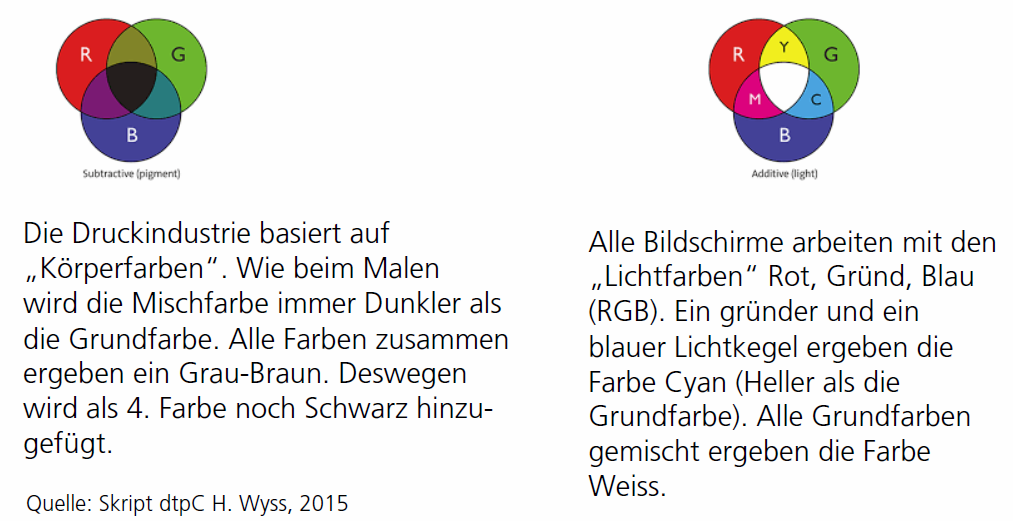 R
G
B
Subtractive (pigment)
Die Druckindustrie basiert auf
„Körperfarben“. Wie beim Malen
wird die Mischfarbe immer Dunkler als
die Grundfarbe. Alle Farben zusammen
ergeben ein Grau-Braun. Deswegen
wird als 4. Farbe noch Schwarz hinzu-
gefügt.
Quelle: Skript dtpC H. Wyss, 2015
R
Y
G
M
C
B
Additive (light)
Alle Bildschirme arbeiten mit den
„Lichtfarben“ Rot, Gründ, Blau
(RGB). Ein gründer und ein
blauer Lichtkegel ergeben die
Farbe Cyan (Heller als die
Grundfarbe). Alle Grundfarben
gemischt ergeben die Farbe
Weiss.